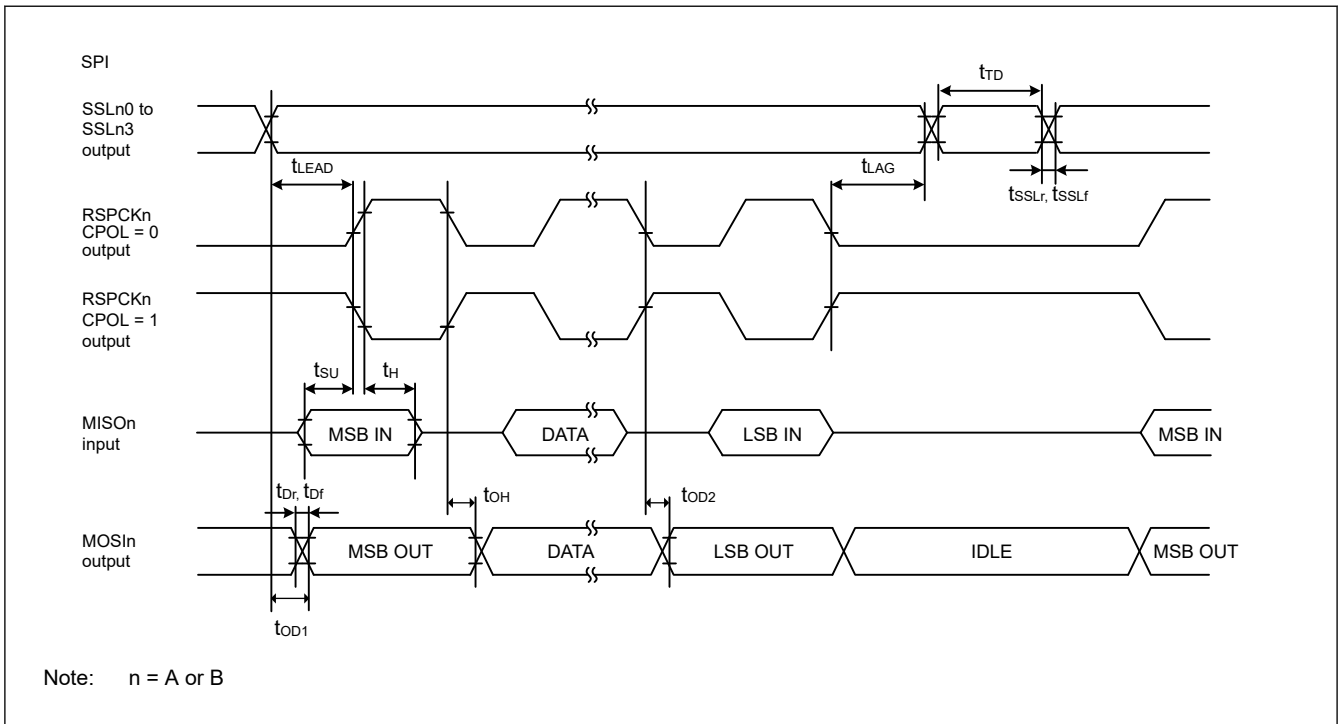 SPI
tTD
SSLn0 to
SSLn3
output
tLEAD
tLAG
tSSLr, tSSLf
RSPCKn
CPOL = 0
output
RSPCKn
CPOL = 1
output
tSU
tH
MISOn
input
MSB IN
DATA
LSB IN
MSB IN
tDr, tDf
tOH
tOD2
MOSIn
output
MSB OUT
DATA
LSB OUT
IDLE
MSB OUT
tOD1
Note: n = A or B